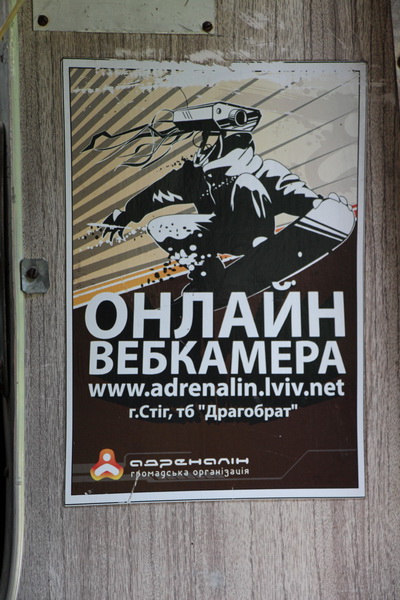 ОНЛАЙН
ВЕБКАМЕРА
www.adrenalin.lviv.net
г.Стіг, тб "Драгобрат"
адреналін
громадська організація